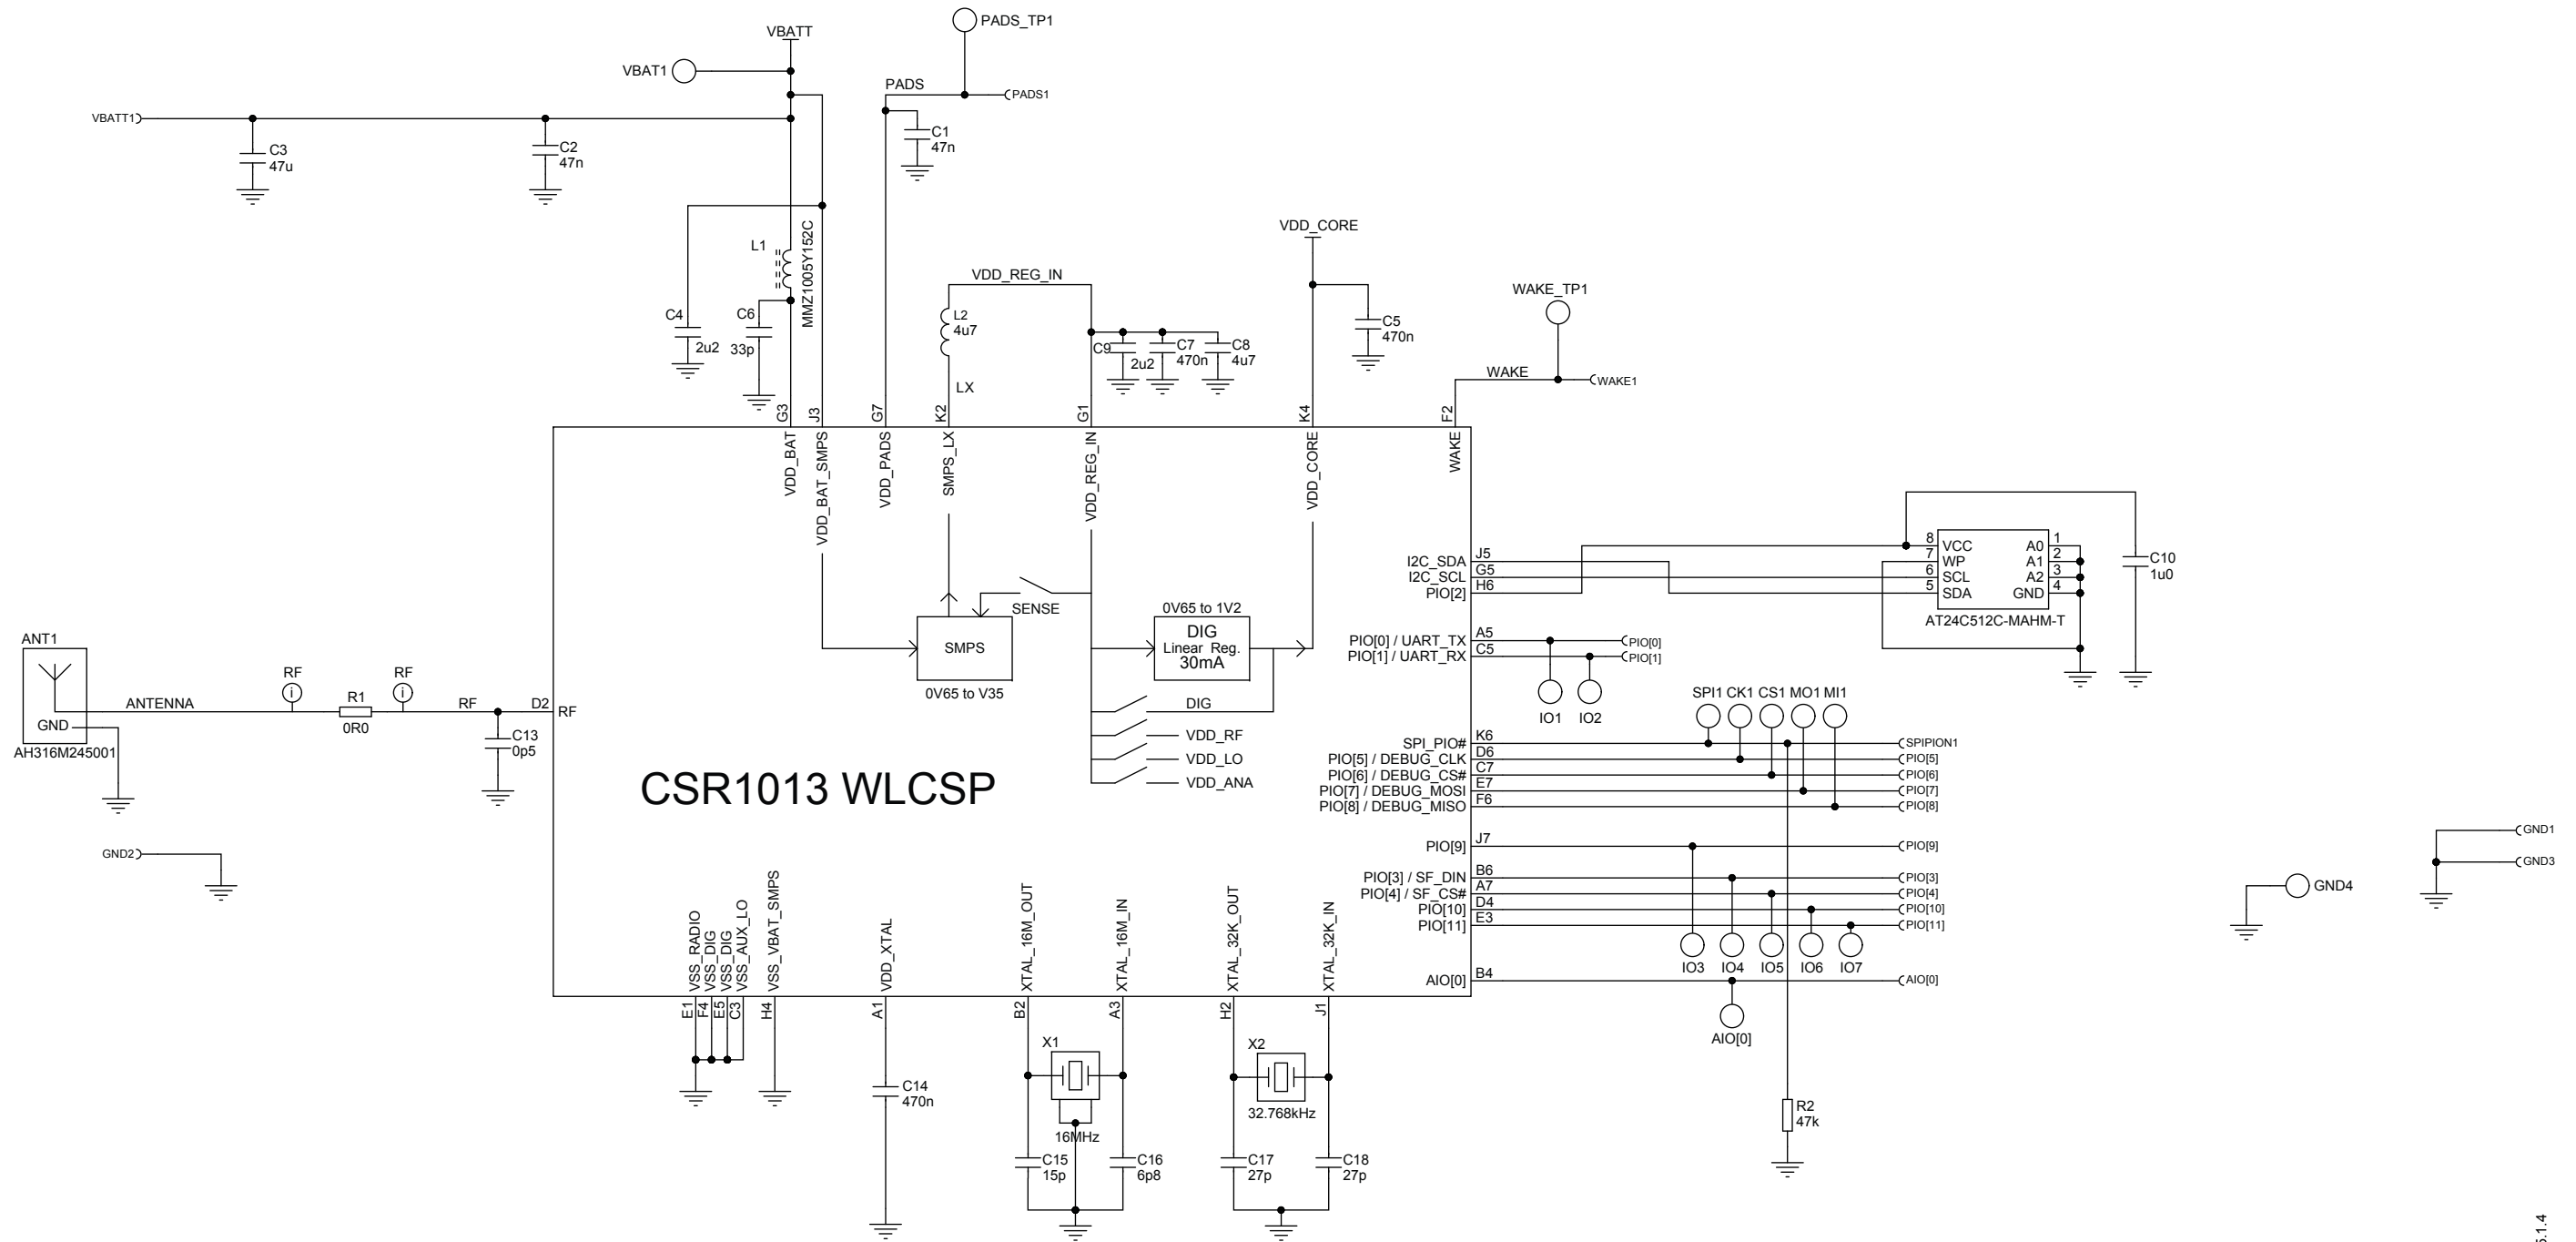 PADS_TP1
VBATT
VBAT1
PADS
PADS1
VBATT1
C1
47n
C3
47u
C2
47n
VDD_CORE
L1
MMZ1005Y152C
VDD_REG_IN
WAKE_TP1
L2
4u7
C4
2u2
C6
33p
C5
470n
C9
2u2
C7
470n
C8
4u7
LX
WAKE
WAKE1
G3
J3
G7
K2
G1
K4
F2
VDD_BAT
VDD_BAT_SMPS
VDD_PADS
SMPS_LX
VDD_REG_IN
VDD_CORE
WAKE
I2C_SDA
J5
I2C_SCL
G5
PIO[2]
H6
8
VCC
A0
1
7
WP
A1
2
6
SCL
A2
3
5
SDA
GND
4
AT24C512C-MAHM-T
C10
1u0
SENSE
SMPS
0V65 to V35
0V65 to 1V2
DIG
Linear Reg.
30mA
PIO[0] / UART_TX
A5
PIO[0]
PIO[1] / UART_RX
C5
PIO[1]
IO1
IO2
ANT1
GND
AH316M245001
ANTENNA
RF
i
R1
0R0
RF
i
RF
D2
RF
C13
0p5
DIG
VDD_RF
VDD_LO
VDD_ANA
SPI1
CK1
CS1
MO1
MI1
SPI_PIO#
K6
SPIPION1
PIO[5] / DEBUG_CLK
D6
PIO[5]
PIO[6] / DEBUG_CS#
C7
PIO[6]
PIO[7] / DEBUG_MOSI
E7
PIO[7]
PIO[8] / DEBUG_MISO
F6
PIO[8]
CSR1013 WLCSP
GND1
GND3
GND2
PIO[9]
J7
PIO[9]
PIO[3] / SF_DIN
B6
PIO[3]
PIO[4] / SF_CS#
A7
PIO[4]
PIO[10]
D4
PIO[10]
PIO[11]
E3
PIO[11]
GND4
IO3
IO4
IO5
IO6
IO7
AIO[0]
B4
AIO[0]
AIO[0]
VSS_RADIO
VSS_DIG
VSS_DIG
VSS_AUX_LO
VSS_VBAT_SMPS
VDD_XTAL
XTAL_16M_OUT
XTAL_16M_IN
XTAL_32K_OUT
XTAL_32K_IN
E1
F4
E5
C3
H4
A1
B2
A3
H2
J1
X1
16MHz
X2
32.768kHz
C14
470n
R2
47k
C15
15p
C16
6p8
C17
27p
C18
27p